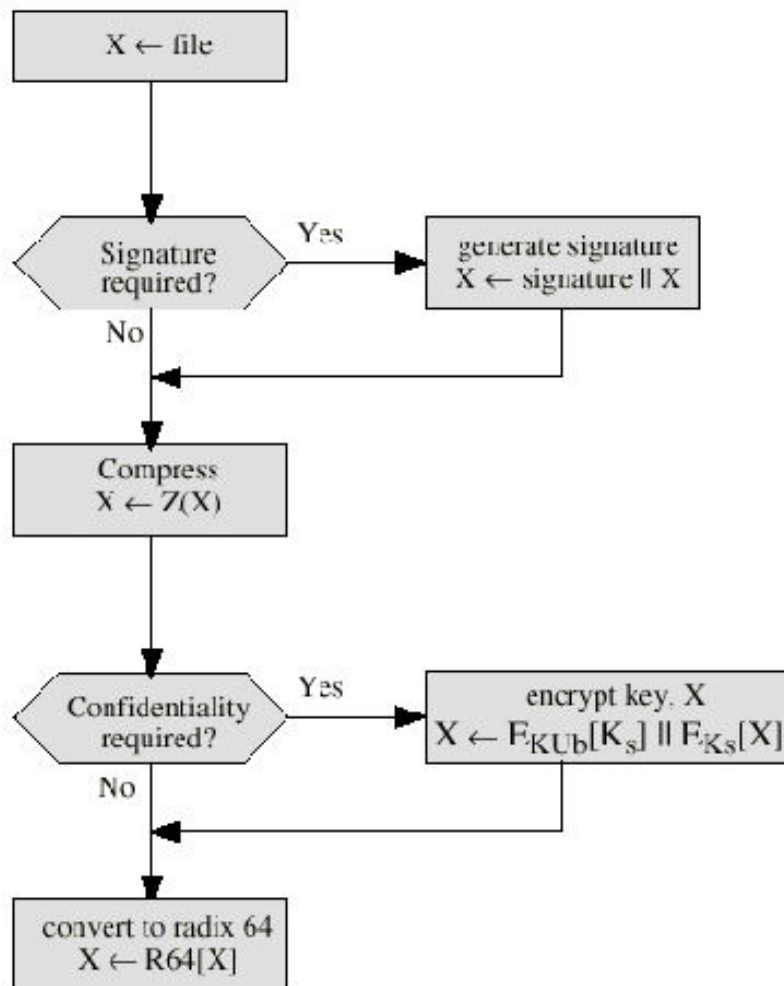 X ← file
Signature
required?
Yes
generate signature
X ← signature || X
No
Compress
X ← Z(X)
Confidentiality
required?
Yes
encrypt key, X
X ← E_KUb[K_s] || E_Ks[X]
No
convert to radix 64
X ← R64[X]